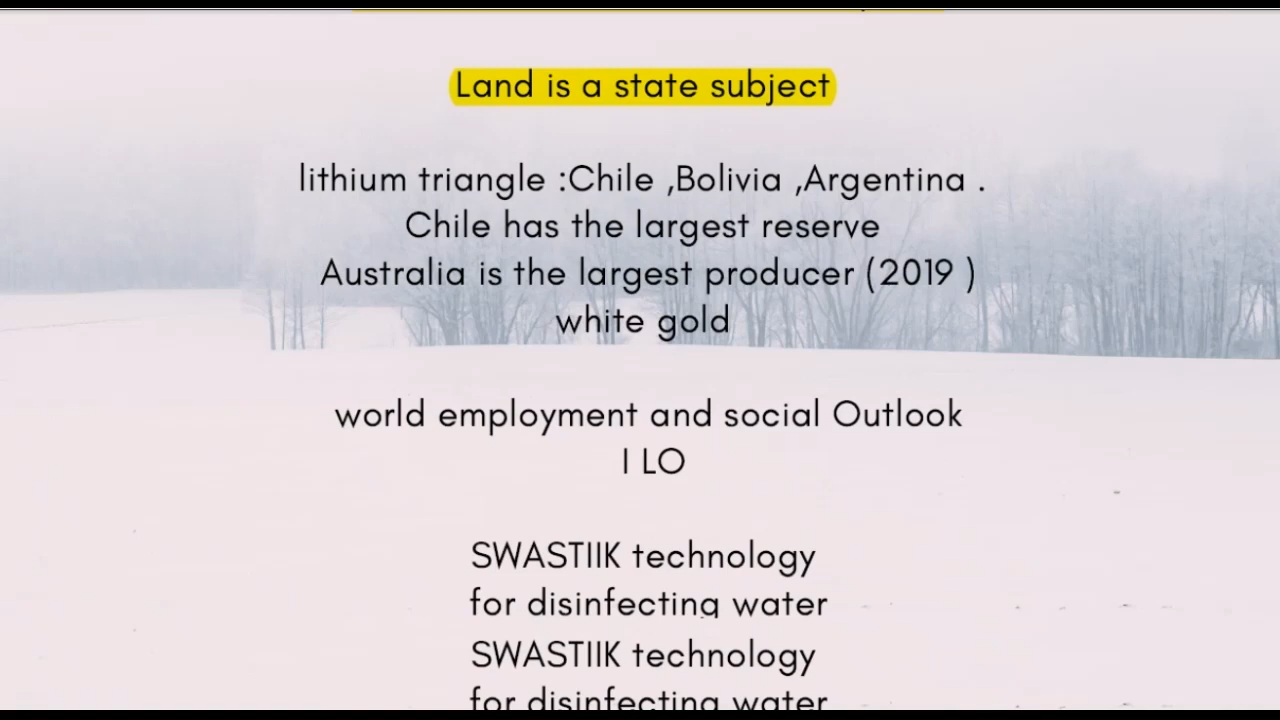 Land is a state subject
lithium triangle :Chile ,Bolivia ,Argentina .
Chile has the largest reserve
Australia is the largest producer (2019 )
white gold
world employment and social Outlook
I LO
SWASTIIK technology
for disinfecting water
SWASTIIK technology
for disinfecting water